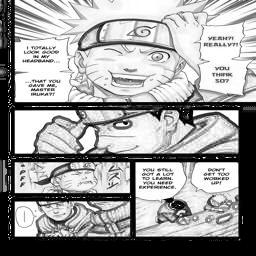 YEAH?!
REALLY?!
YOU
THINK
SO?
I TOTALLY
LOOK GOOD
IN MY
HEADBAND...
...THAT YOU
GAVE ME,
MASTER
IRUKA?!
PFF
DON'T
GET TOO
WORKED
UP!
YOU STILL
GOT A LOT
TO LEARN.
YOU NEED
EXPERIENCE.